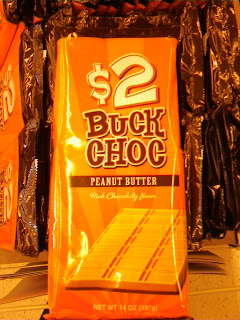 $2
BUCK
CHOC
PEANUT BUTTER
Rich Chocolaty flavor
NET WT 14 OZ (397g)